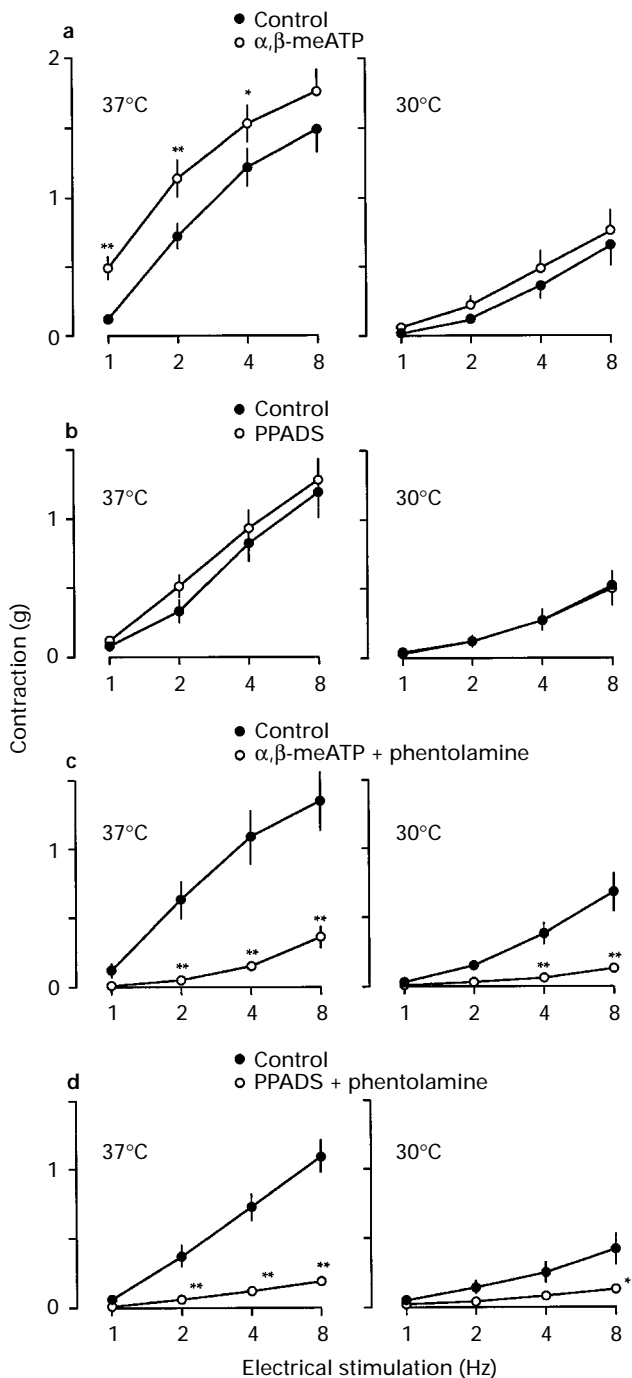 ● Control
a ○ α,β-meATP
2
37°C * 30°C
**
1
**
0
1 2 4 8 1 2 4 8
● Control
b ○ PPADS
37°C 30°C
1
0
1 2 4 8 1 2 4 8
Contraction (g)
● Control
c ○ α,β-meATP + phentolamine
37°C 30°C
1
** ** ** ** **
0
1 2 4 8 1 2 4 8
● Control
d ○ PPADS + phentolamine
37°C 30°C
1
** ** ** *
0
1 2 4 8 1 2 4 8
Electrical stimulation (Hz)